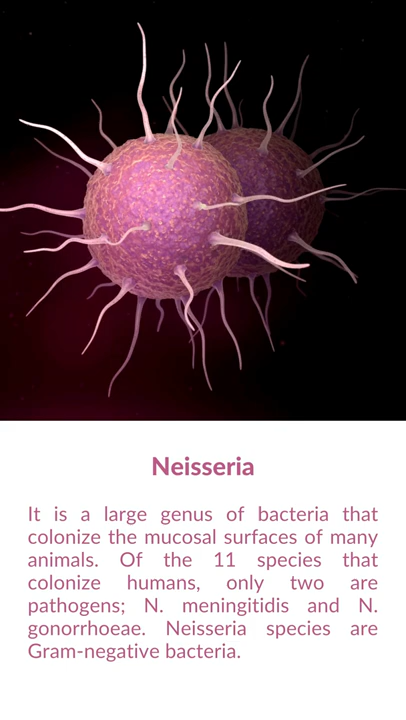 Neisseria
It is a large genus of bacteria that
colonize the mucosal surfaces of many
animals. Of the 11 species that
colonize humans, only two are
pathogens; N. meningitidis and N.
gonorrhoeae. Neisseria species are
Gram-negative bacteria.